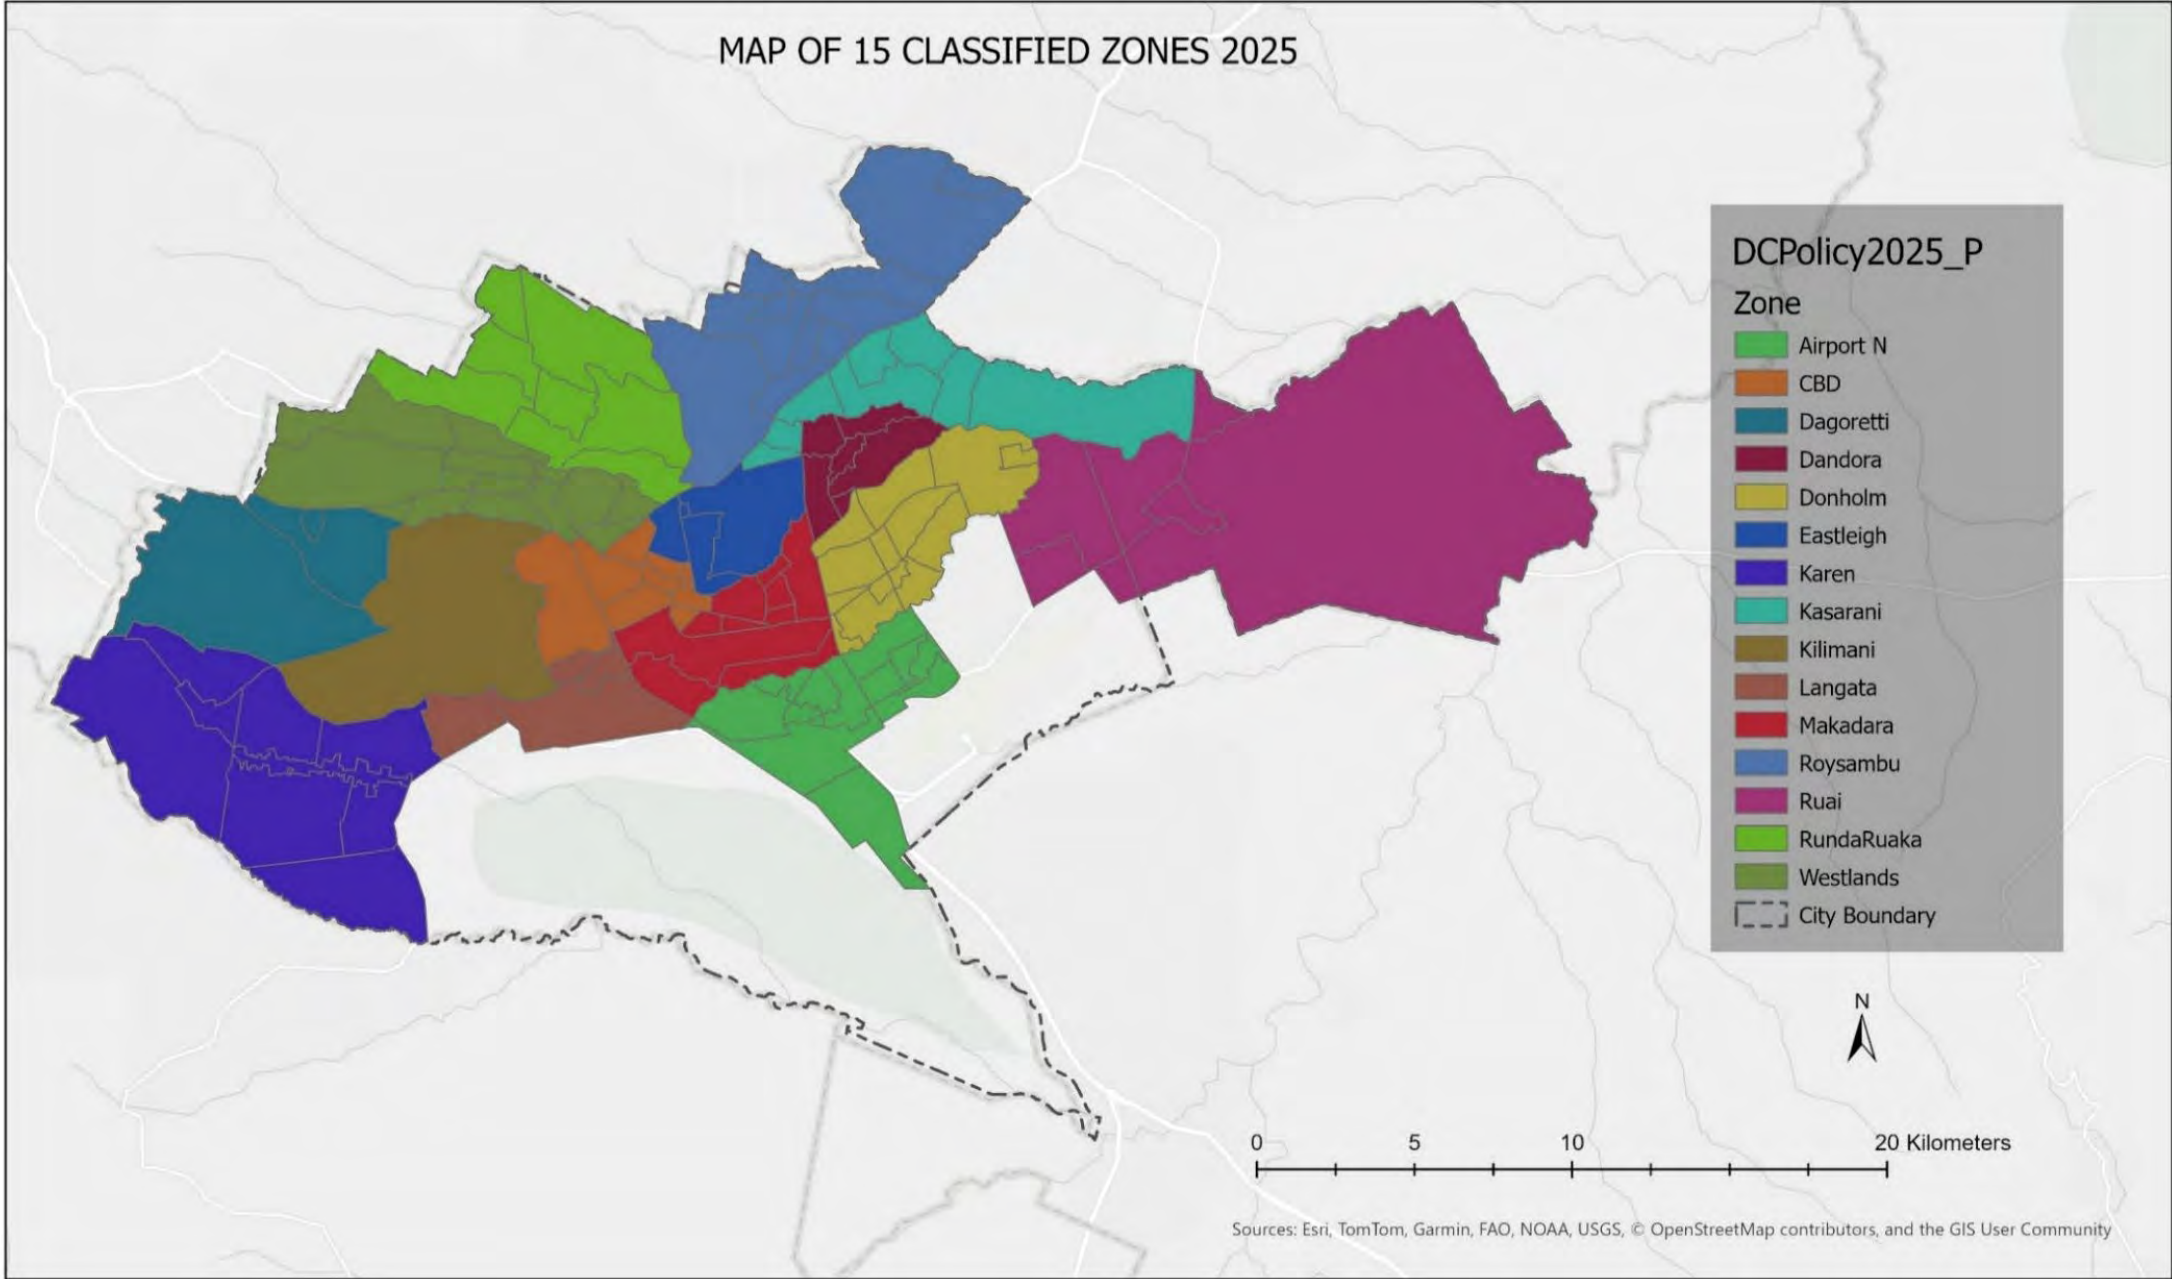 MAP OF 15 CLASSIFIED ZONES 2025
DCPolicy2025_P
Zone
Airport N
CBD
Dagoretti
Dandora
Donholm
Eastleigh
Karen
Kasarani
Kilimani
Langata
Makadara
Roysambu
Ruai
RundaRuaka
Westlands
City Boundary
N
0 5 10 20 Kilometers
Sources: Esri, TomTom, Garmin, FAO, NOAA, USGS, © OpenStreetMap contributors, and the GIS User Community